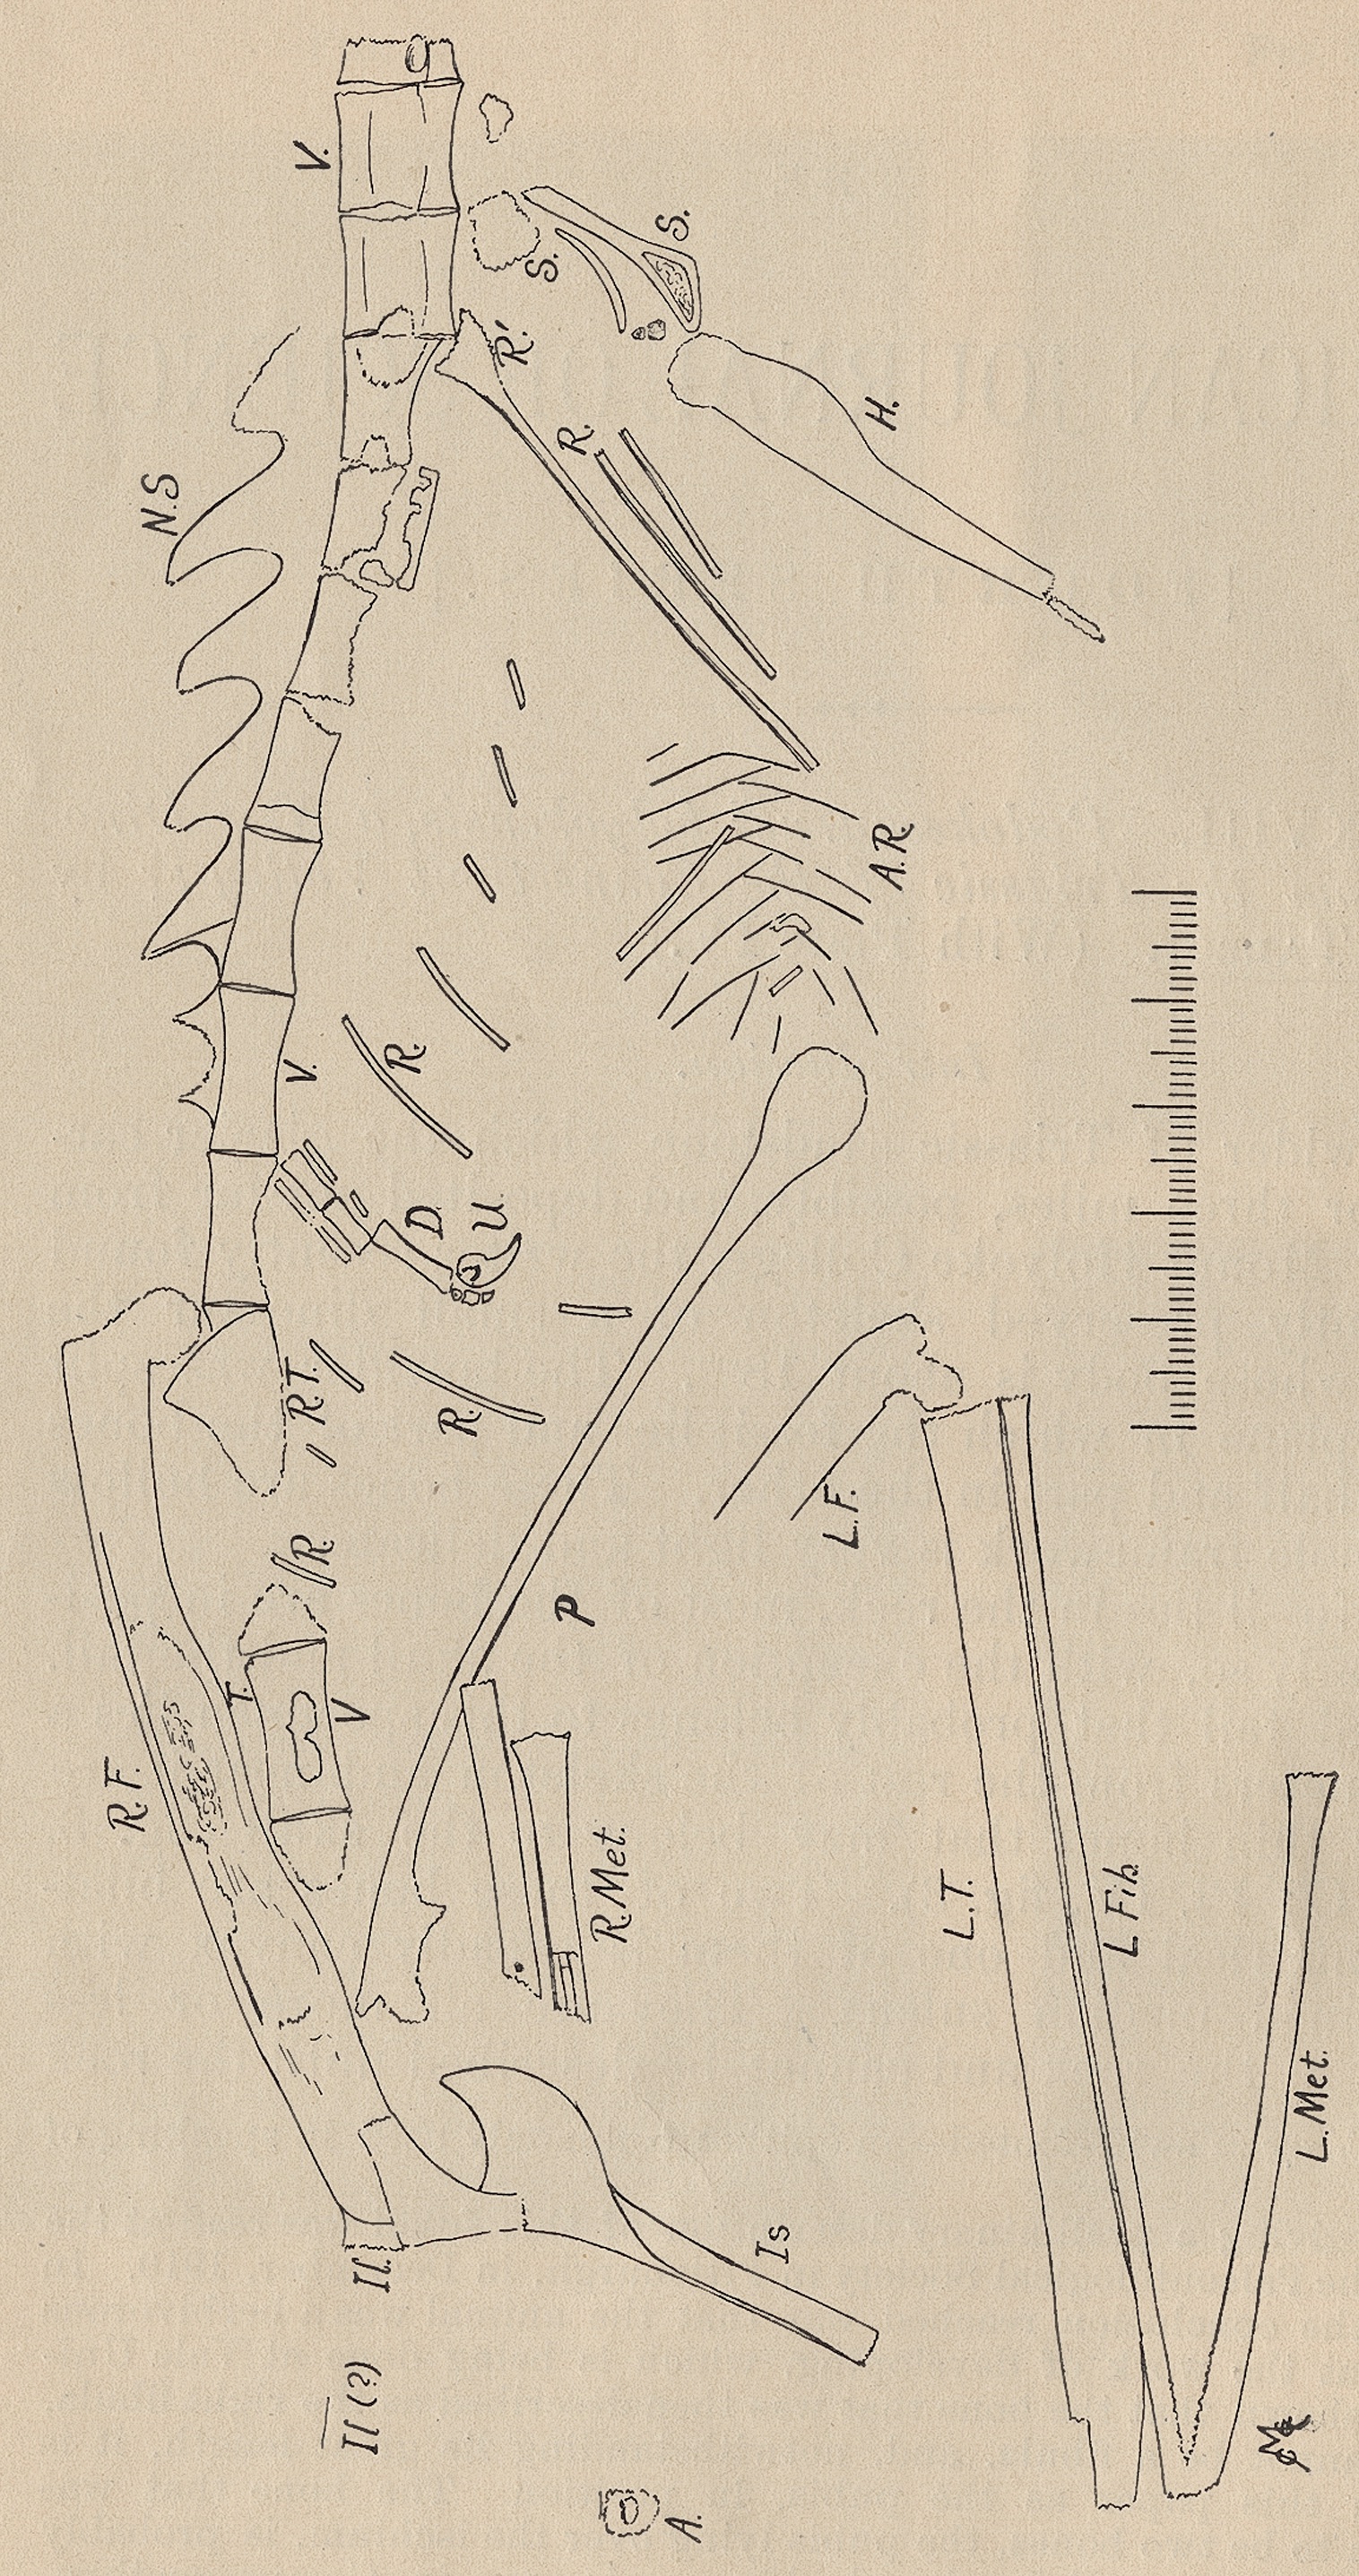 V.
S.
S.
R'.
R.
H.
N.S
A.R.
V.
R.
D
U
R.T.
R.
R.
L.F.
P
T.
V
R.F.
R.Met.
L.T.
L Fib.
L.Met.
Is
Il.
Il (?)
A.